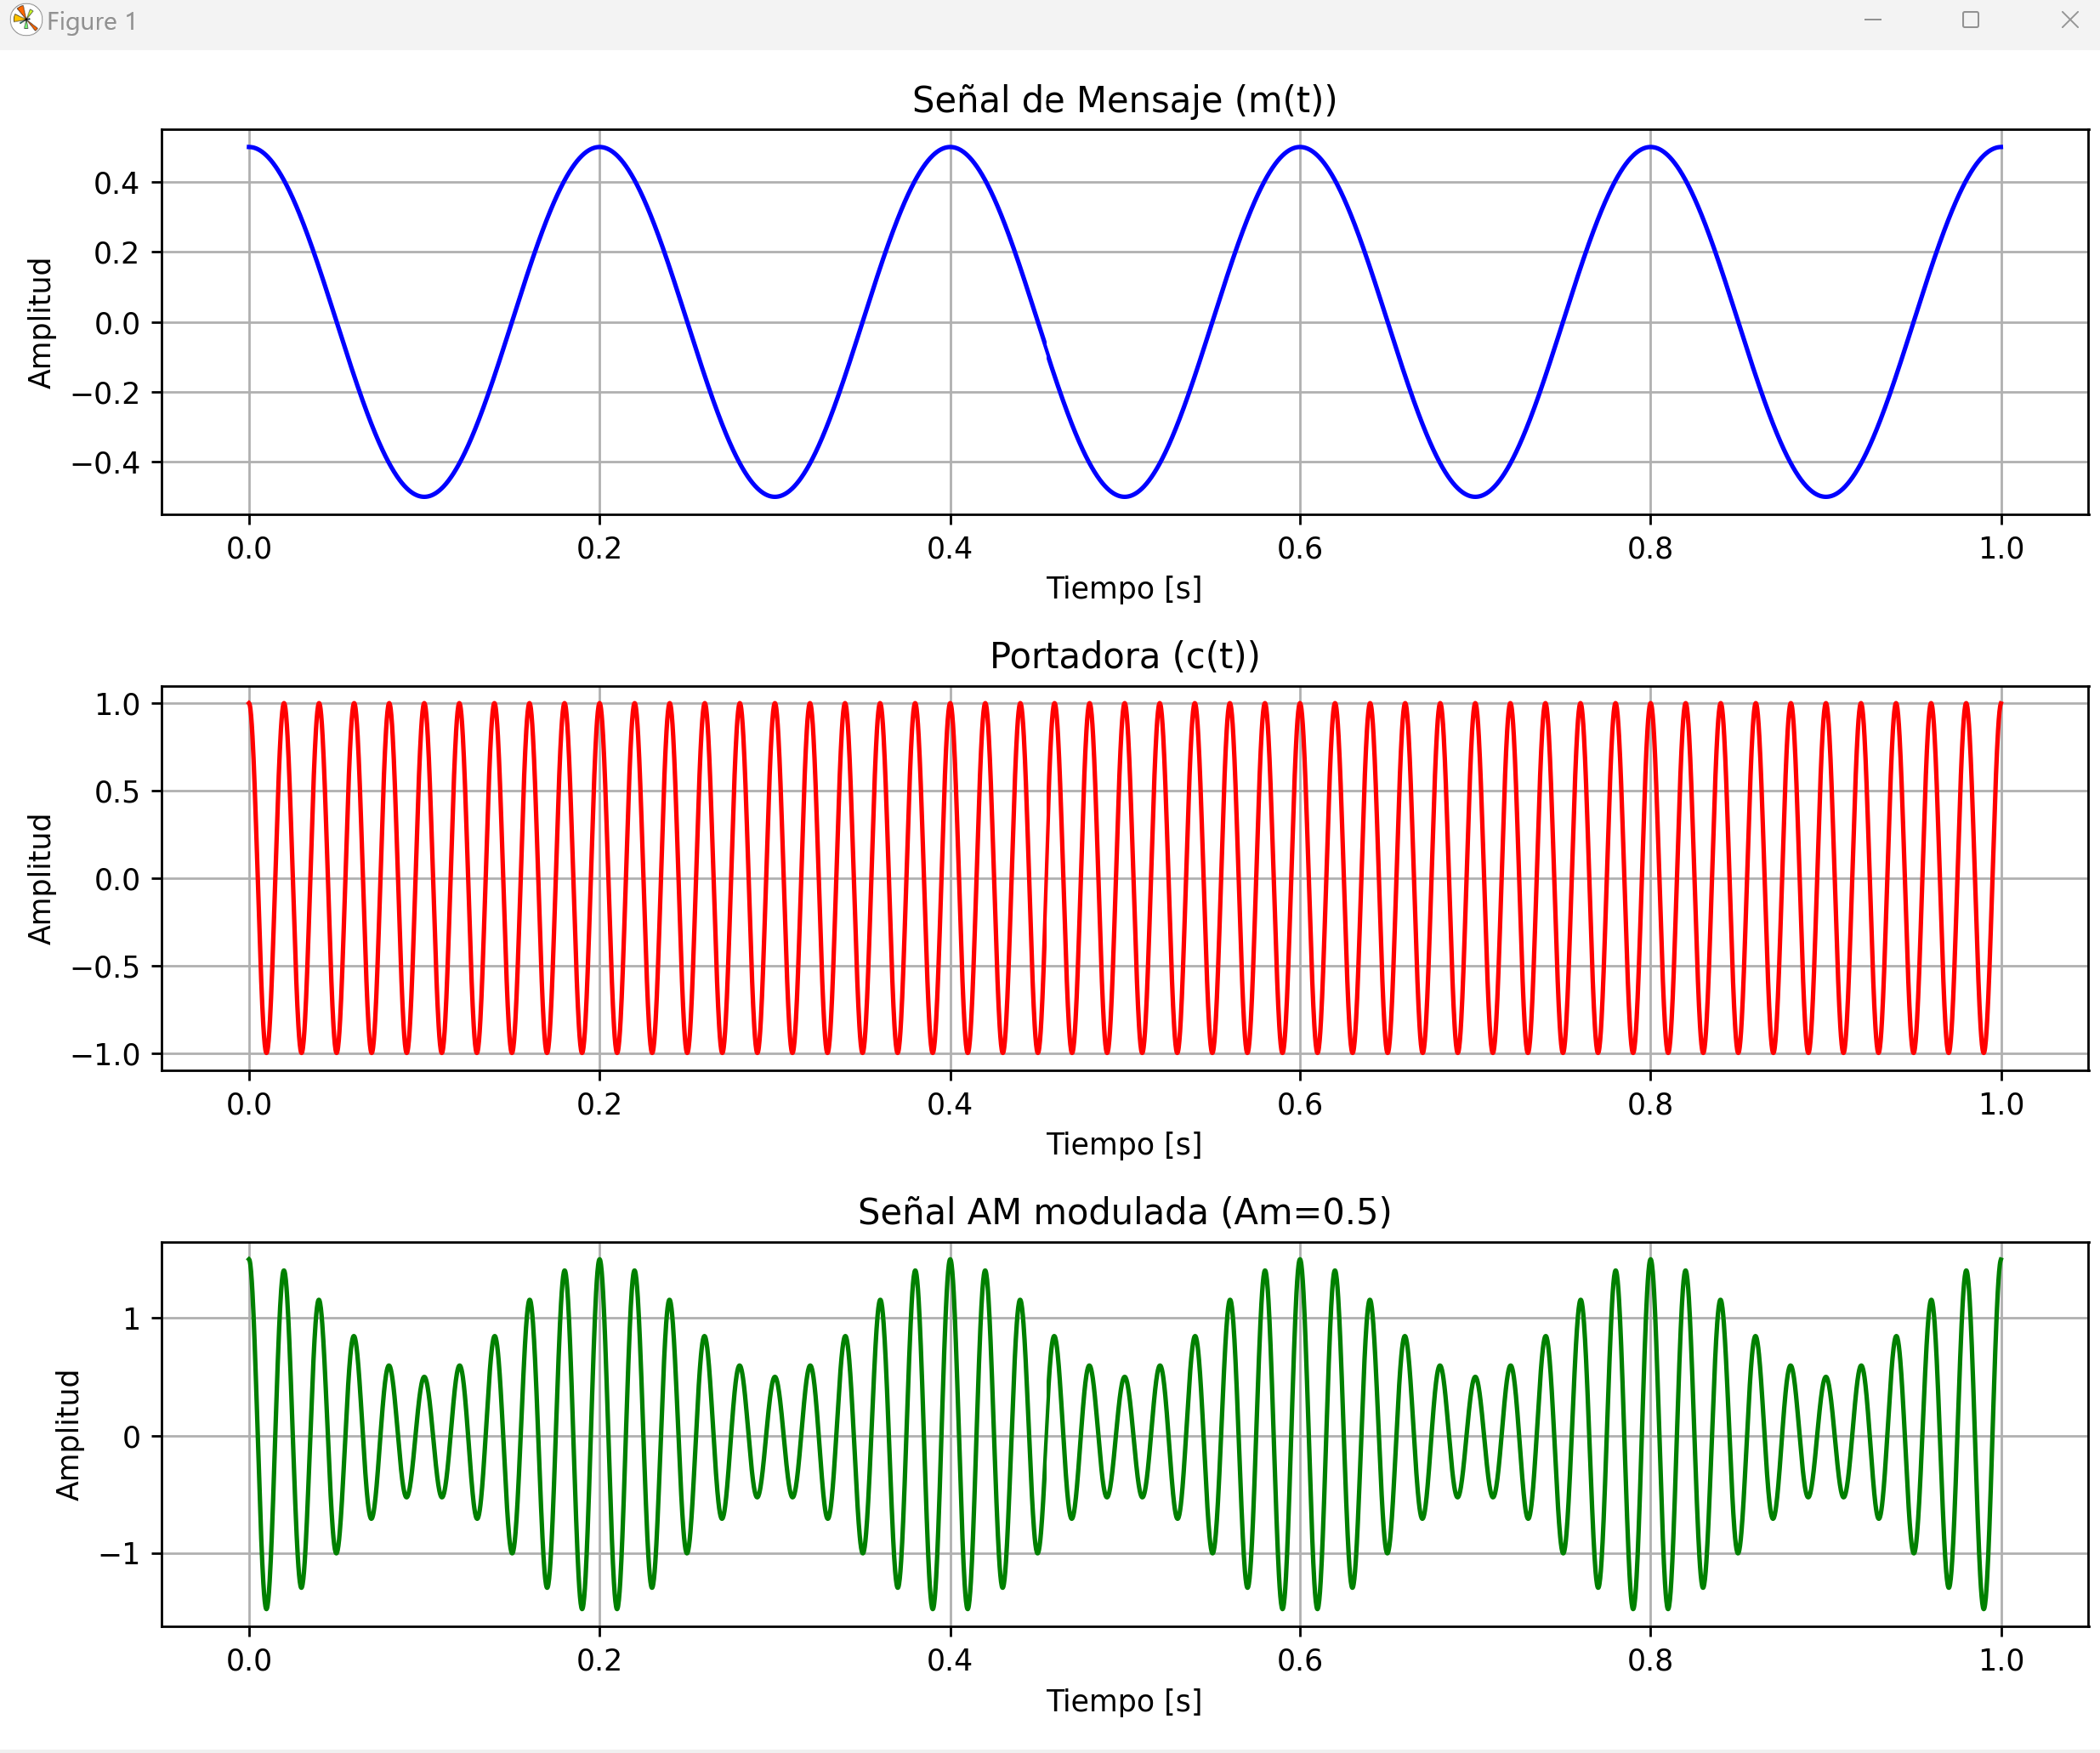 Figure 1
Señal de Mensaje (m(t))
Amplitud
0.4
0.2
0.0
−0.2
−0.4
0.0 0.2 0.4 0.6 0.8 1.0
Tiempo [s]
Portadora (c(t))
Amplitud
1.0
0.5
0.0
−0.5
−1.0
0.0 0.2 0.4 0.6 0.8 1.0
Tiempo [s]
Señal AM modulada (Am=0.5)
Amplitud
1
0
−1
0.0 0.2 0.4 0.6 0.8 1.0
Tiempo [s]